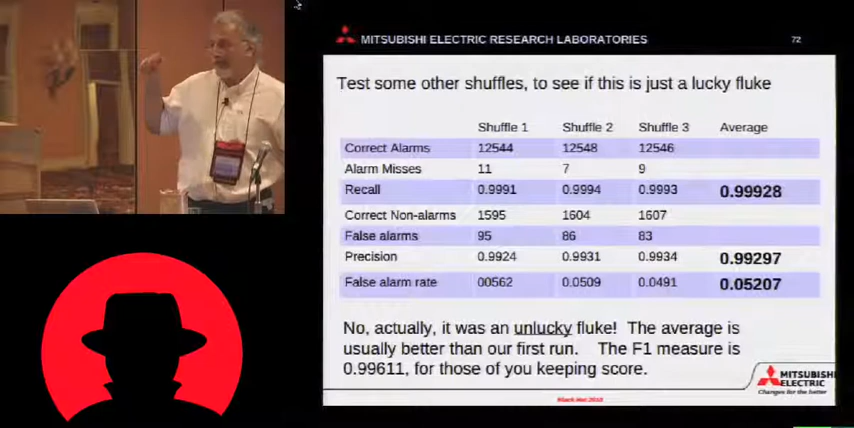 MITSUBISHI ELECTRIC RESEARCH LABORATORIES 72
Test some other shuffles, to see if this is just a lucky fluke
Shuffle 1 Shuffle 2 Shuffle 3 Average
Correct Alarms 12544 12548 12546
Alarm Misses 11 7 9
Recall 0.9991 0.9994 0.9993 0.99928
Correct Non-alarms 1595 1604 1607
False alarms 95 86 83
Precision 0.9924 0.9931 0.9934 0.99297
False alarm rate 00562 0.0509 0.0491 0.05207
No, actually, it was an unlucky fluke! The average is
usually better than our first run. The F1 measure is
0.99611, for those of you keeping score.
MITSUBISHI
ELECTRIC
Changes for the better
Black Hat 2018